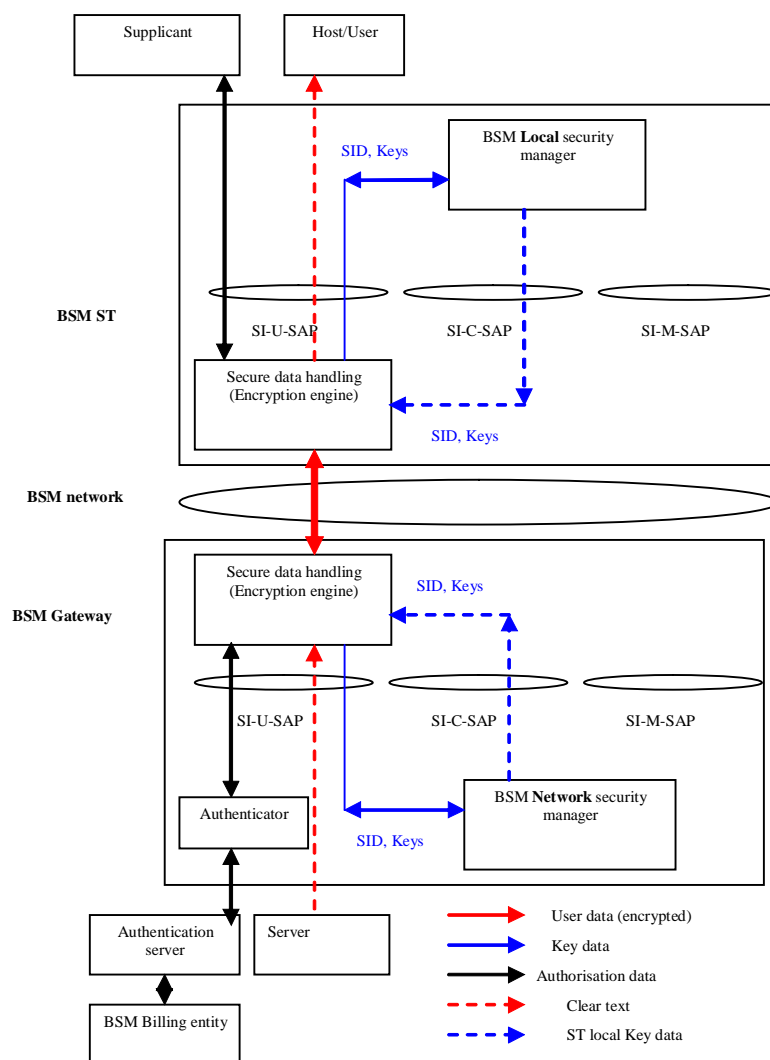 Supplicant
Host/User
BSM Local security
manager
SID, Keys
BSM ST
SI-U-SAP
SI-C-SAP
SI-M-SAP
Secure data handling
(Encryption engine)
SID, Keys
BSM network
Secure data handling
(Encryption engine)
SID, Keys
BSM Gateway
SI-U-SAP
SI-C-SAP
SI-M-SAP
BSM Network security
manager
Authenticator
SID, Keys
Authentication
server
Server
User data (encrypted)
Key data
Authorisation data
Clear text
ST local Key data
BSM Billing entity